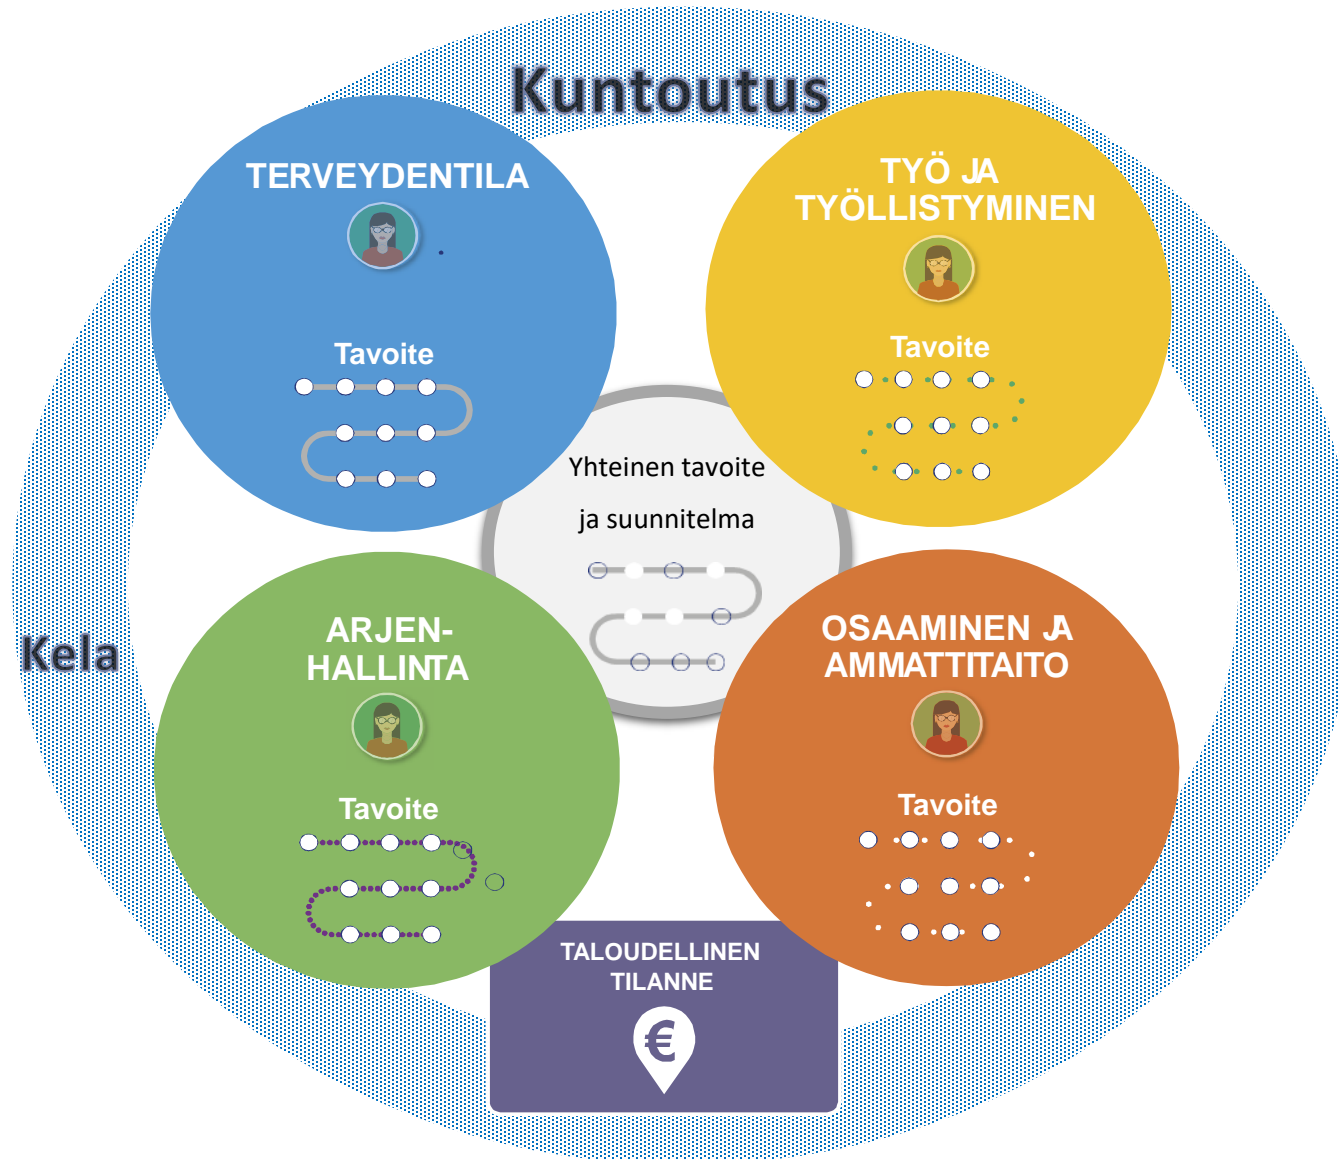 Kuntoutus
TERVEYDENTILA
Tavoite
TYÖ JA
TYÖLLISTYMINEN
Tavoite
Yhteinen tavoite
ja suunnitelma
Kela
ARJEN-
HALLINTA
Tavoite
OSAAMINEN JA
AMMATTITAITO
Tavoite
TALOUDELLINEN
TILANNE
€